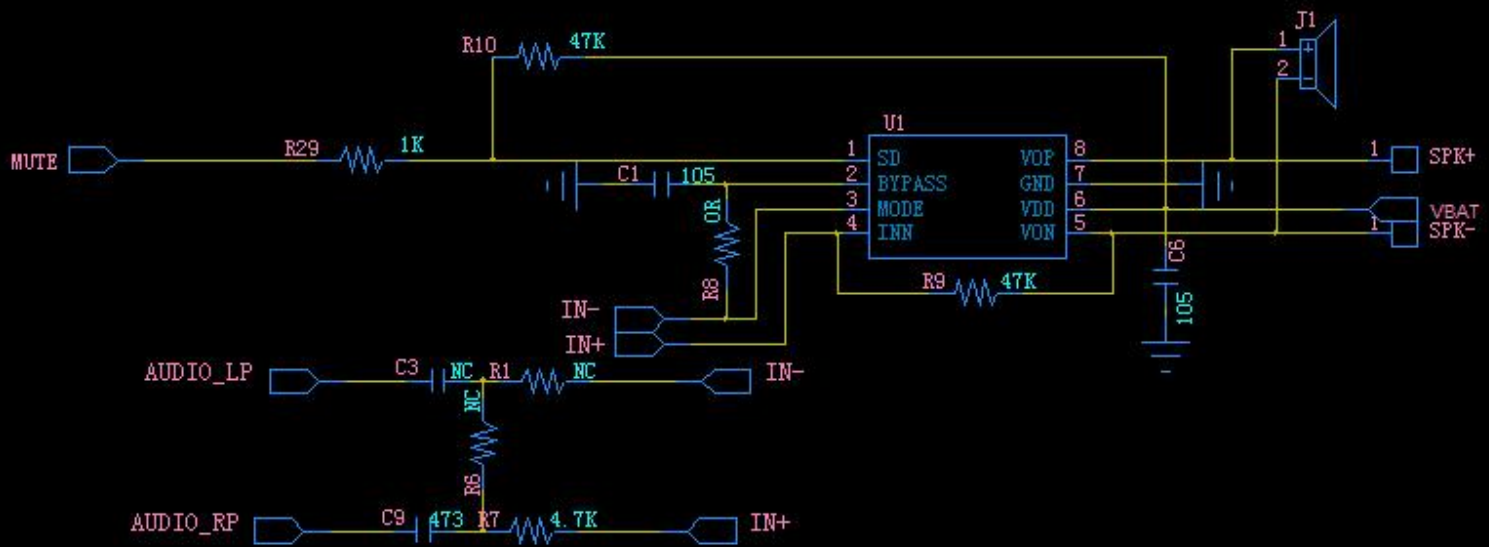 R10 47K
J1
1
2
U1
MUTE R29 1K
1 SD VOP 8 1 SPK+
C1 105 2 BYPASS GND 7
3 MODE VDD 6 VBAT
4 INN VON 5 1 SPK-
0R
R8
R9 47K
C6
105
IN-
IN+
AUDIO_LP C3 NC R1 NC IN-
NC
R6
AUDIO_RP C9 473 R7 4.7K IN+